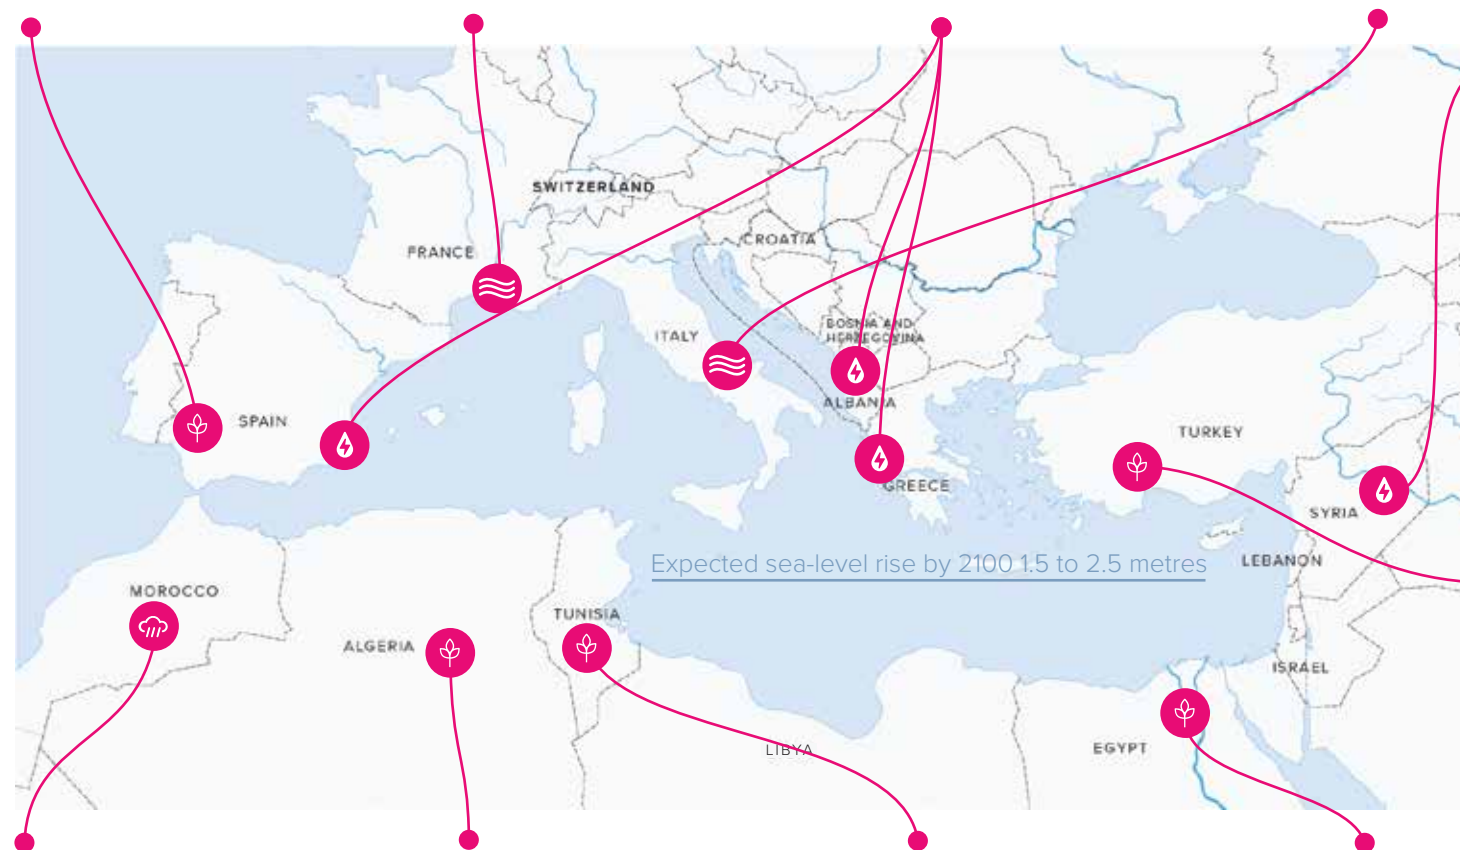 SWITZERLAND
CROATIA
FRANCE
BOSNIA AND
HERZEGOVINA
ITALY
ALBANIA
SPAIN
TURKEY
GREECE
SYRIA
Expected sea-level rise by 2100 1.5 to 2.5 metres
LEBANON
MOROCCO
TUNISIA
ALGERIA
ISRAEL
LIBYA
EGYPT